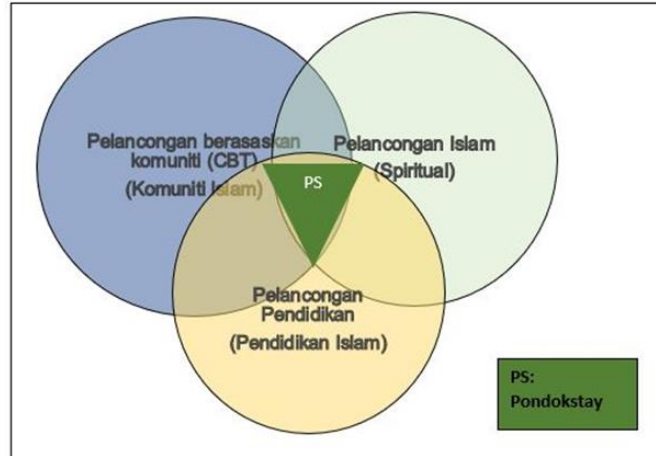 Pelancongan berasaskan
komuniti (CBT)
(Komuniti Islam)
Pelancongan Islam
(Spiritual)
PS
Pelancongan
Pendidikan
(Pendidikan Islam)
PS:
Pondokstay